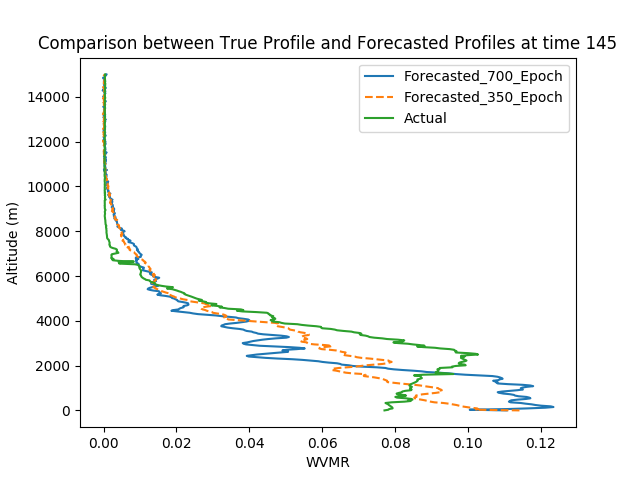 Comparison between True Profile and Forecasted Profiles at time 145
Forecasted_700_Epoch
Forecasted_350_Epoch
Actual
14000
12000
10000
8000
6000
4000
2000
0
Altitude (m)
0.00 0.02 0.04 0.06 0.08 0.10 0.12
WVMR